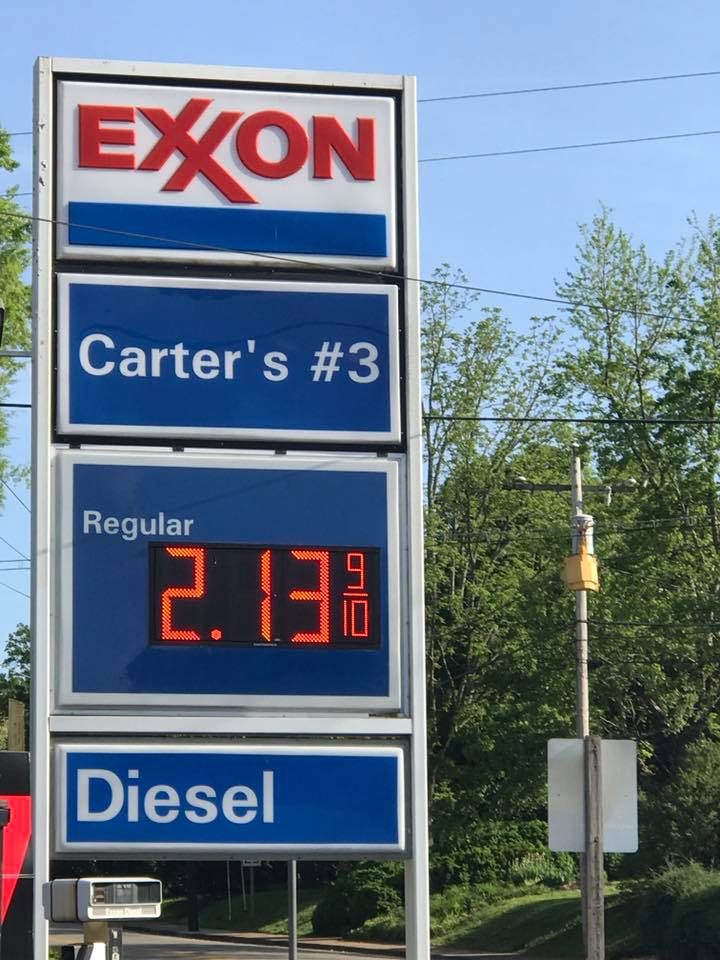 EXXON
Carter's #3
Regular
2.13 9/10
Diesel